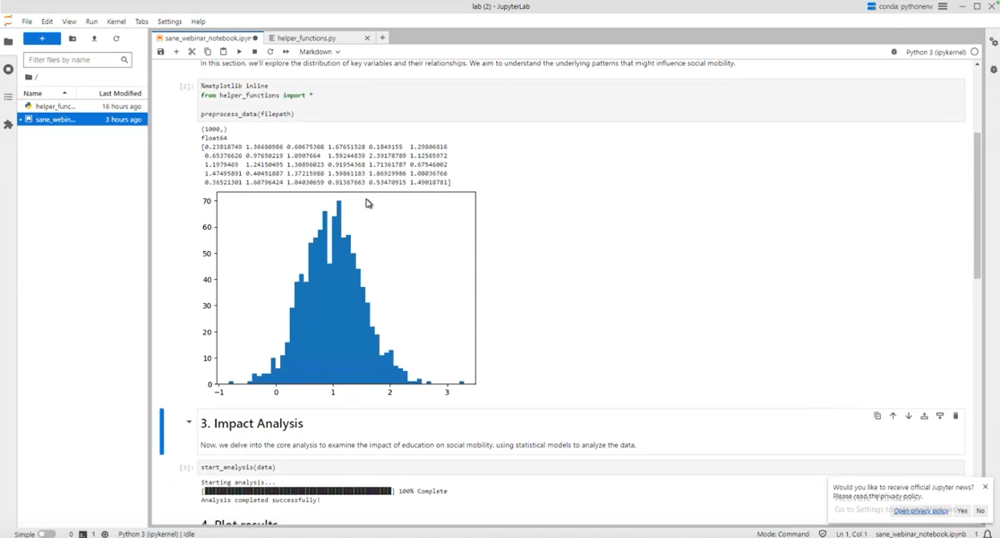 lab (2) - JupyterLab
conda: pythonenv
File Edit View Run Kernel Tabs Settings Help
sane_webinar_notebook.ipyn
helper_functions.py
Markdown
Python 3 (ipykernel)
Filter files by name
/
Name Last Modified
helper_func... 16 hours ago
sane_webin... 3 hours ago
In this section, we'll explore the distribution of key variables and their relationships. We aim to understand the underlying patterns that might influence social mobility.
[2]: %matplotlib inline
from helper_functions import *
preprocess_data(filepath)
(1000,)
float64
[0.23818749 1.36680986 0.60675308 1.67651528 0.1849155 1.29806816
0.65376626 0.97650219 1.0907664 1.59244839 2.39178789 1.12565972
1.1979469 1.24150495 1.30896023 0.91954368 1.71361787 0.67546002
1.47495891 0.40451887 1.37215988 1.59861183 1.86929986 1.08036766
0.36521301 1.60796424 1.04030659 0.91367663 0.53470915 1.49018781]
70
60
50
40
30
20
10
0
−1 0 1 2 3
3. Impact Analysis
Now, we delve into the core analysis to examine the impact of education on social mobility, using statistical models to analyze the data.
[3]: start_analysis(data)
Starting analysis...
[ ] 100% Complete
Analysis completed successfully!
4. Plot results
Would you like to receive official Jupyter news?
Please read the privacy policy.
Activate Windows
Go to Settings to
Open privacy policy Yes No
Simple 0 1 Python 3 (ipykernel) | Idle
Mode: Command Ln 1, Col 1 sane_webinar_notebook.ipynb 1